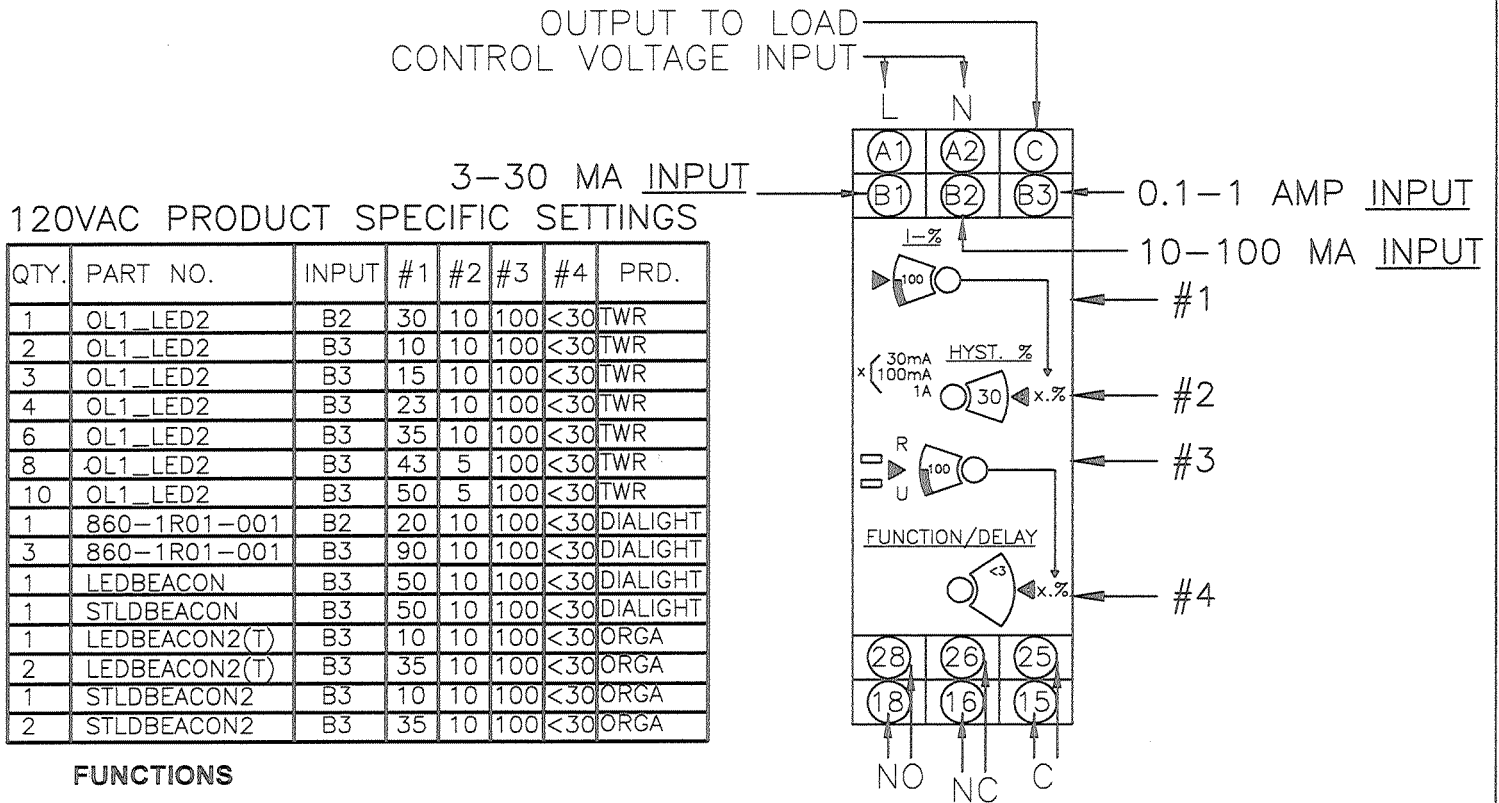 OUTPUT TO LOAD
CONTROL VOLTAGE INPUT
L N
A1 A2 C
3-30 MA INPUT
B1 B2 B3
0.1-1 AMP INPUT
10-100 MA INPUT
120VAC PRODUCT SPECIFIC SETTINGS
QTY. PART NO. INPUT #1 #2 #3 #4 PRD.
1 OL1_LED2 B2 30 10 100 <30 TWR
2 OL1_LED2 B3 10 10 100 <30 TWR
3 OL1_LED2 B3 15 10 100 <30 TWR
4 OL1_LED2 B3 23 10 100 <30 TWR
6 OL1_LED2 B3 35 10 100 <30 TWR
8 OL1_LED2 B3 43 5 100 <30 TWR
10 OL1_LED2 B3 50 5 100 <30 TWR
1 860-1R01-001 B2 20 10 100 <30 DIALIGHT
3 860-1R01-001 B3 90 10 100 <30 DIALIGHT
1 LEDBEACON B3 50 10 100 <30 DIALIGHT
1 STLDBEACON B3 50 10 100 <30 DIALIGHT
1 LEDBEACON2(T) B3 10 10 100 <30 ORGA
2 LEDBEACON2(T) B3 35 10 100 <30 ORGA
1 STLDBEACON2 B3 10 10 100 <30 ORGA
2 STLDBEACON2 B3 35 10 100 <30 ORGA
FUNCTIONS
I-%
100
#1
HYST. %
30mA
x 100mA
1A
30 x.%
#2
R
100
U
#3
FUNCTION/DELAY
<3
x.%
#4
28 26 25
18 16 15
NO NC C